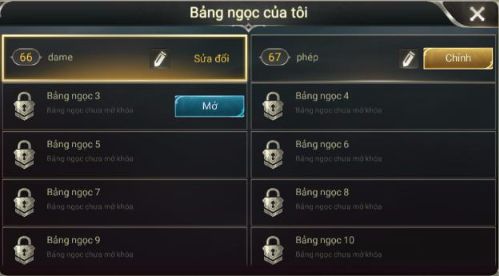 Bảng ngọc của tôi
66 dame Sửa đổi
67 phép Chỉnh
Bảng ngọc 3
Bảng ngọc chưa mở khóa
Mở
Bảng ngọc 4
Bảng ngọc chưa mở khóa
Bảng ngọc 5
Bảng ngọc chưa mở khóa
Bảng ngọc 6
Bảng ngọc chưa mở khóa
Bảng ngọc 7
Bảng ngọc chưa mở khóa
Bảng ngọc 8
Bảng ngọc chưa mở khóa
Bảng ngọc 9
Bảng ngọc chưa mở khóa
Bảng ngọc 10
Bảng ngọc chưa mở khóa